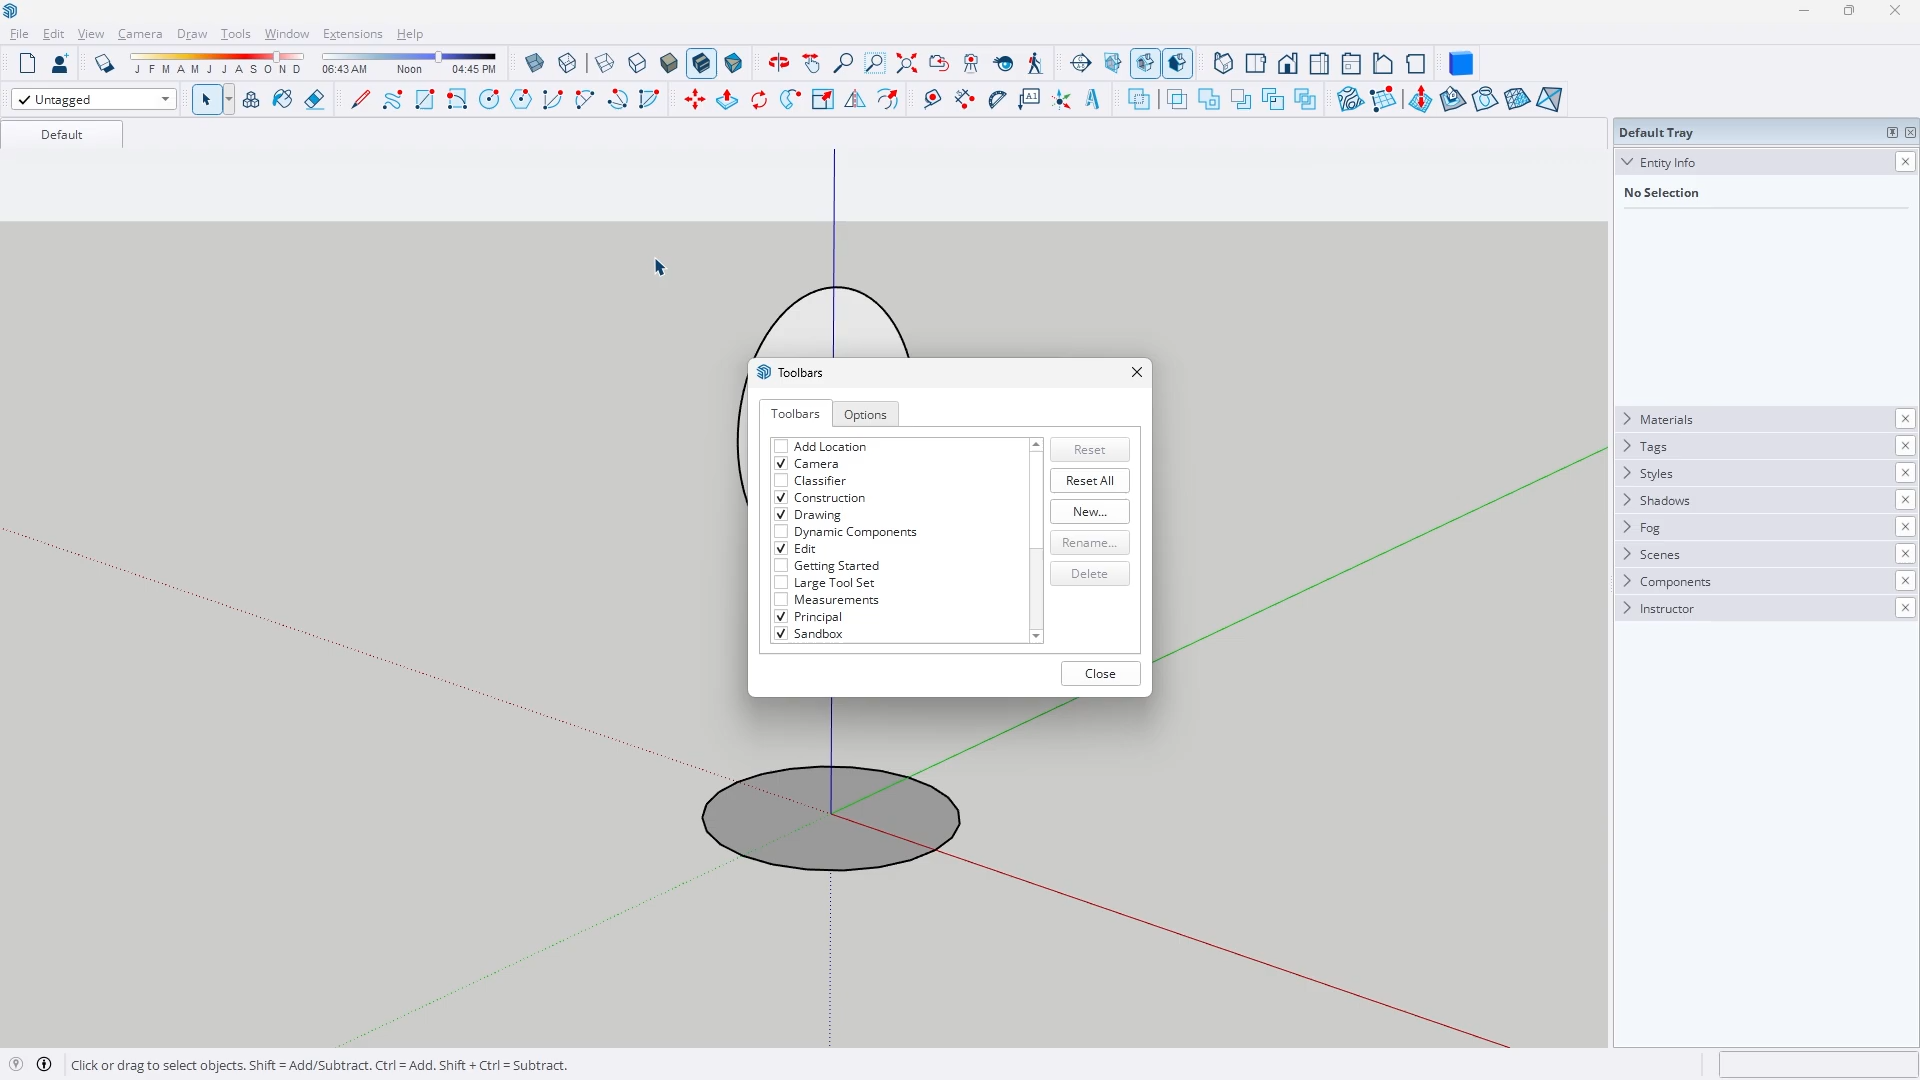 File Edit View Camera Draw Tools Window Extensions Help
J F M A M J J A S O N D 06:43 AM Noon 04:45 PM
Untagged
A1
Default
Default Tray
Entity Info
No Selection
Materials
Tags
Styles
Shadows
Fog
Scenes
Components
Instructor
Toolbars
Toolbars Options
Add Location
Camera
Classifier
Construction
Drawing
Dynamic Components
Edit
Getting Started
Large Tool Set
Measurements
Principal
Sandbox
Reset
Reset All
New...
Rename...
Delete
Close
Click or drag to select objects. Shift = Add/Subtract. Ctrl = Add. Shift + Ctrl = Subtract.